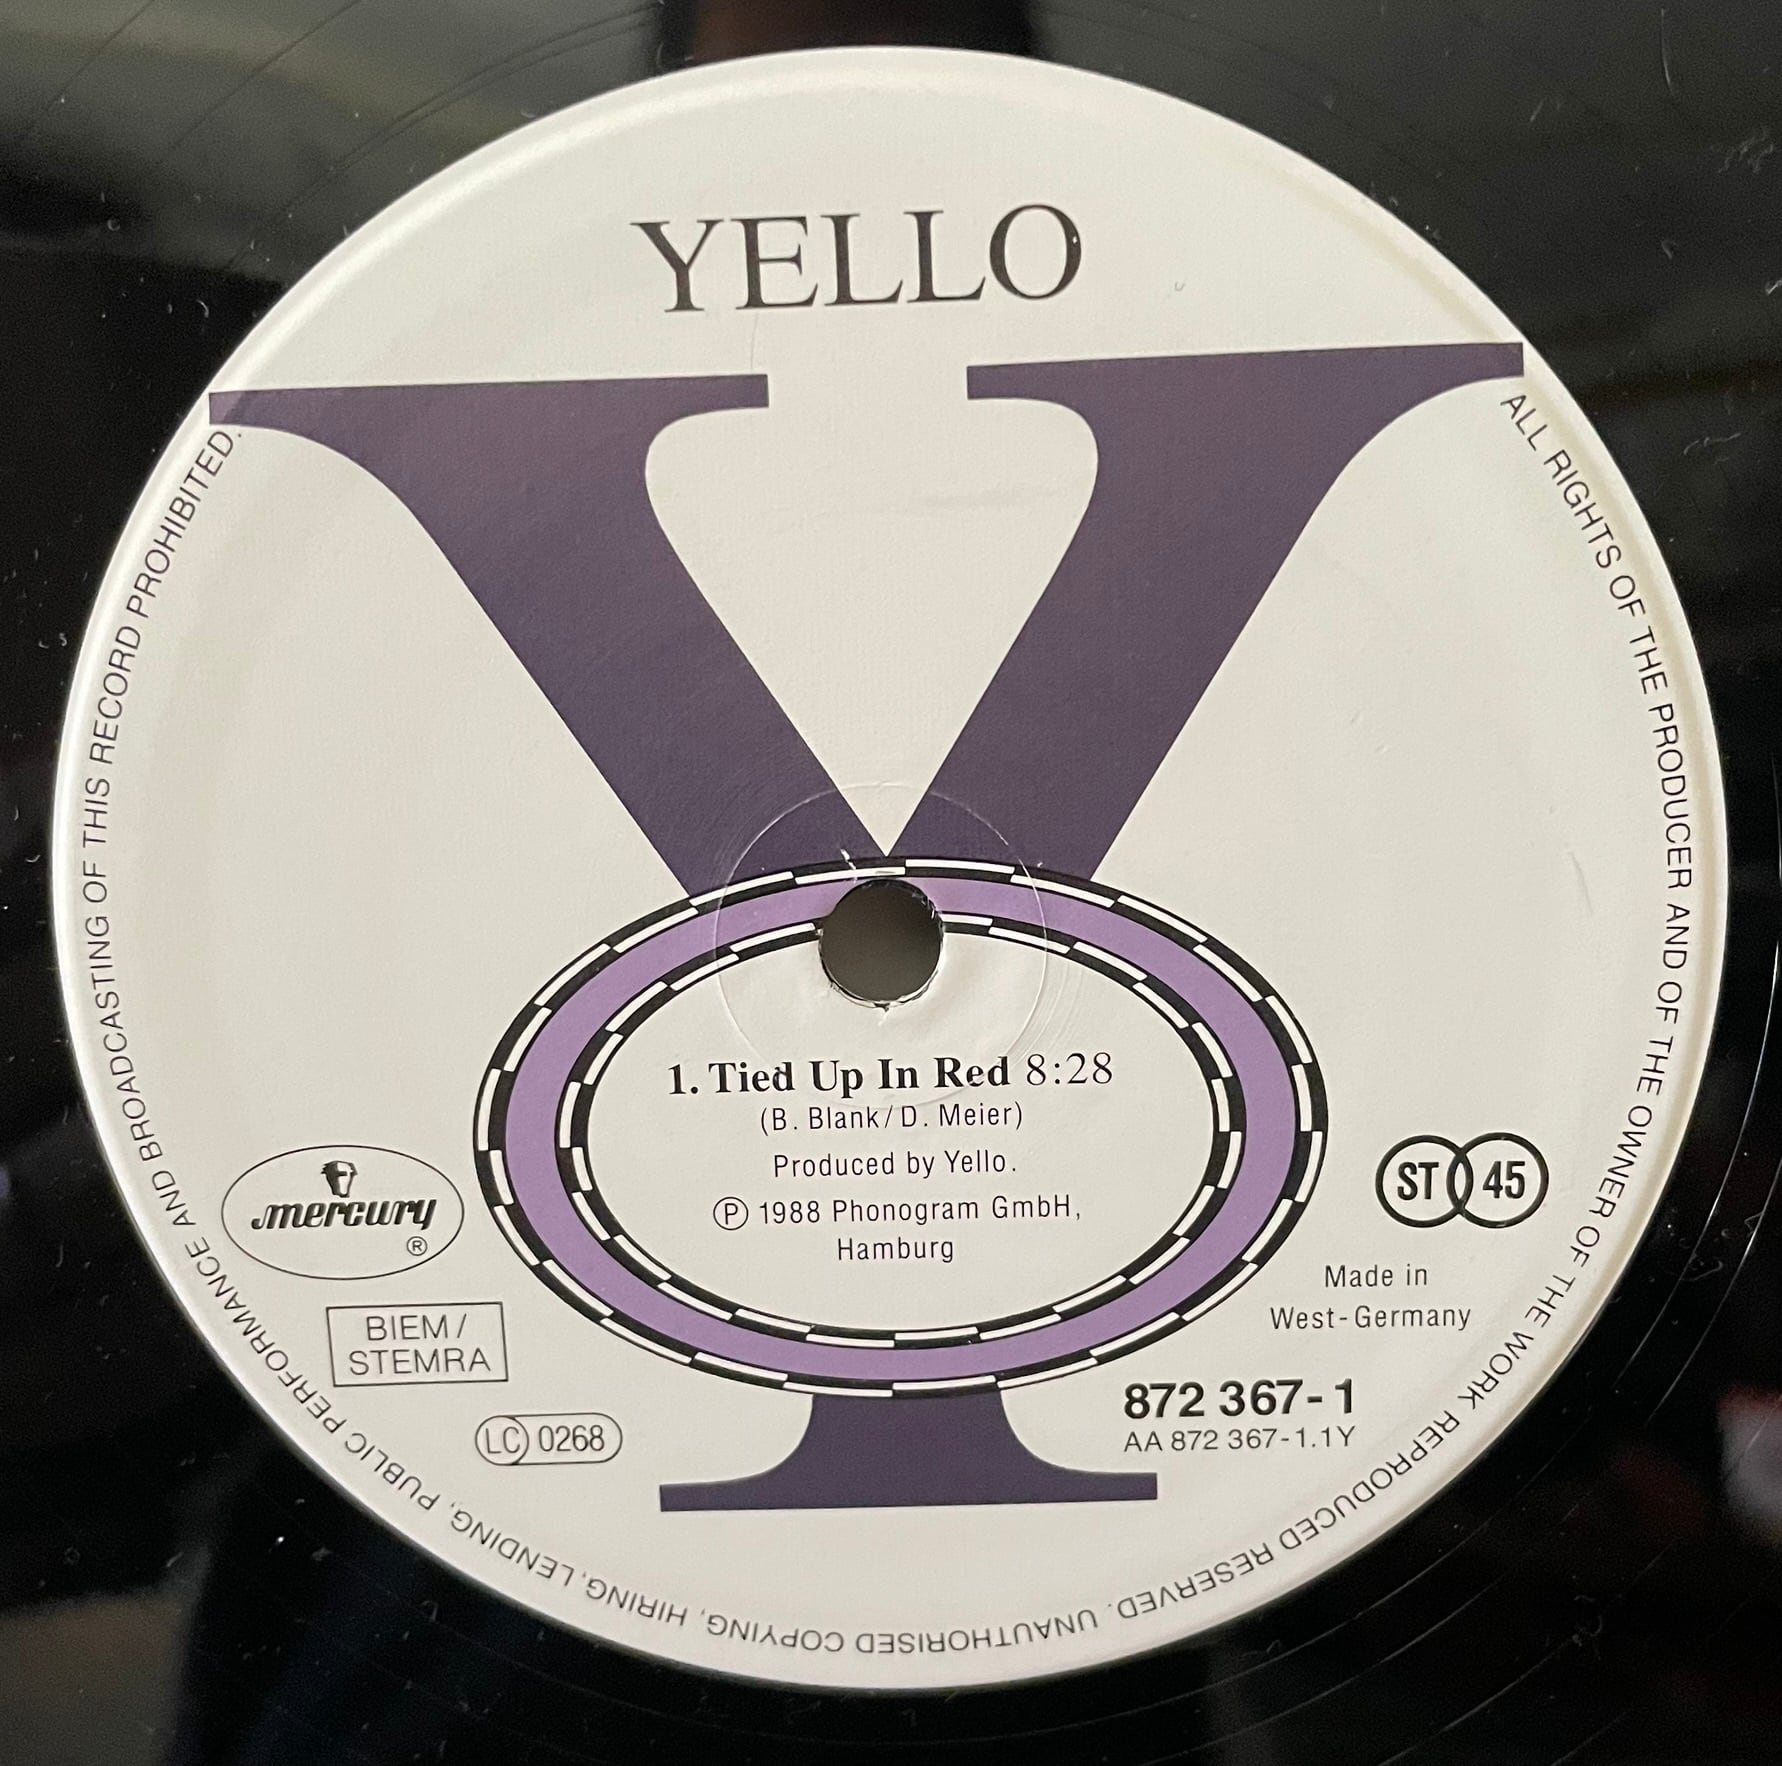 YELLO
1. Tied Up In Red 8:28
(B. Blank/D. Meier)
Produced by Yello.
Ⓟ 1988 Phonogram GmbH,
Hamburg
mercury
®
BIEM/
STEMRA
LC 0268
ST 45
Made in
West-Germany
872 367-1
AA 872 367-1.1Y
ALL RIGHTS OF THE PRODUCER AND OF THE OWNER OF THE WORK REPRODUCED RESERVED. UNAUTHORISED COPYING, HIRING, LENDING, PUBLIC PERFORMANCE AND BROADCASTING OF THIS RECORD PROHIBITED.